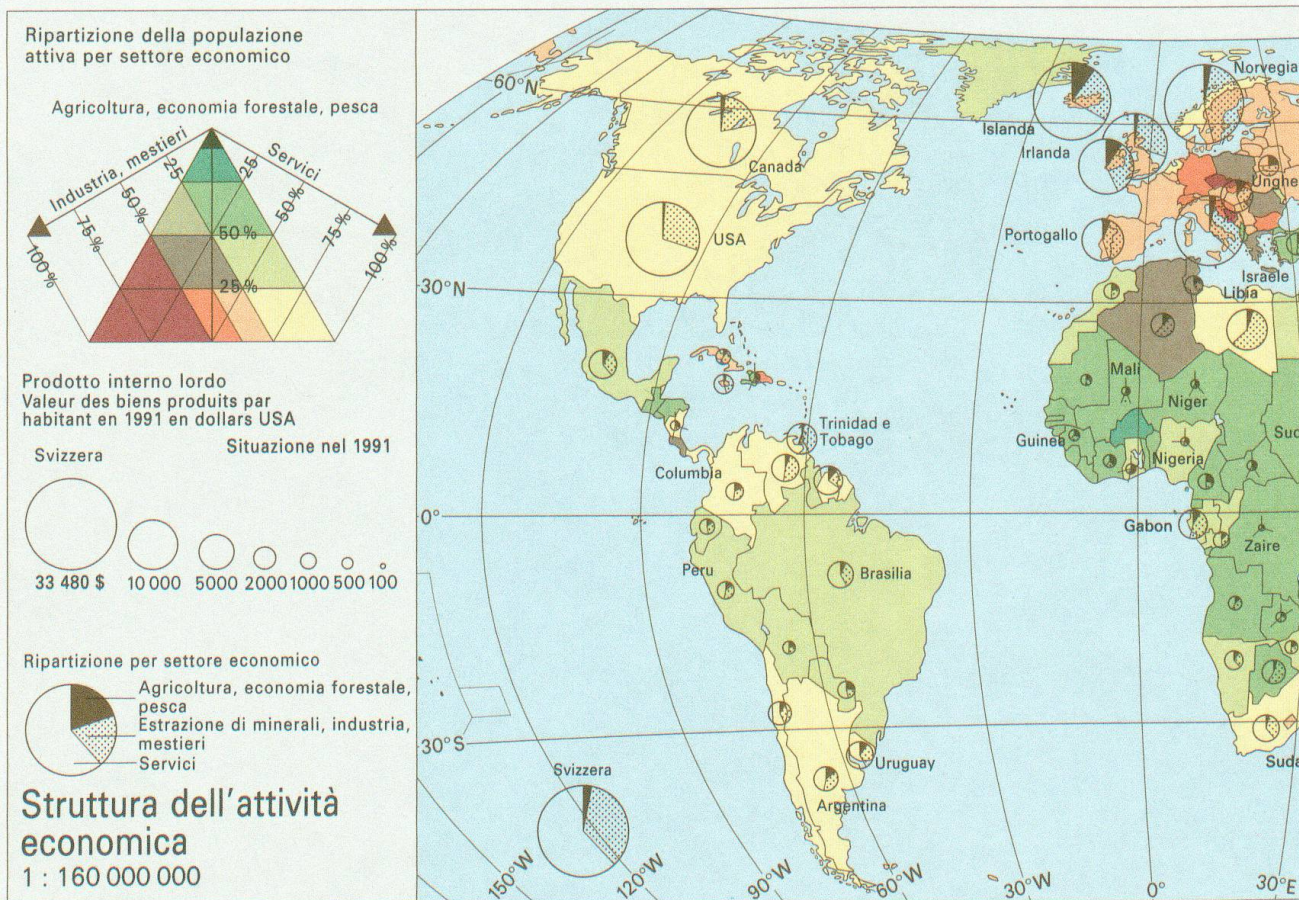 Ripartizione della popolazione
attiva per settore economico
Agricoltura, economia forestale, pesca
Industria, mestieri
Servici
25
25
50%
50%
75%
75%
100%
100%
50%
25%
Prodotto interno lordo
Valeur des biens produits par
habitant en 1991 en dollars USA
Situazione nel 1991
Svizzera
33 480 $ 10 000 5000 2000 1000 500 100
Ripartizione per settore economico
Agricoltura, economia forestale,
pesca
Estrazione di minerali, industria,
mestieri
Servici
Struttura dell'attività
economica
1 : 160 000 000
60°N
30°N
0°
30°S
150°W
120°W
90°W
60°W
30°W
0°
30°E
Canada
USA
Islanda
Irlanda
Norvegia
Unghe
Portogallo
Israele
Libia
Mali
Niger
Suc
Guinea
Nigeria
Trinidad e
Tobago
Columbia
Gabon
Zaire
Peru
Brasilia
Uruguay
Argentina
Suda
Svizzera